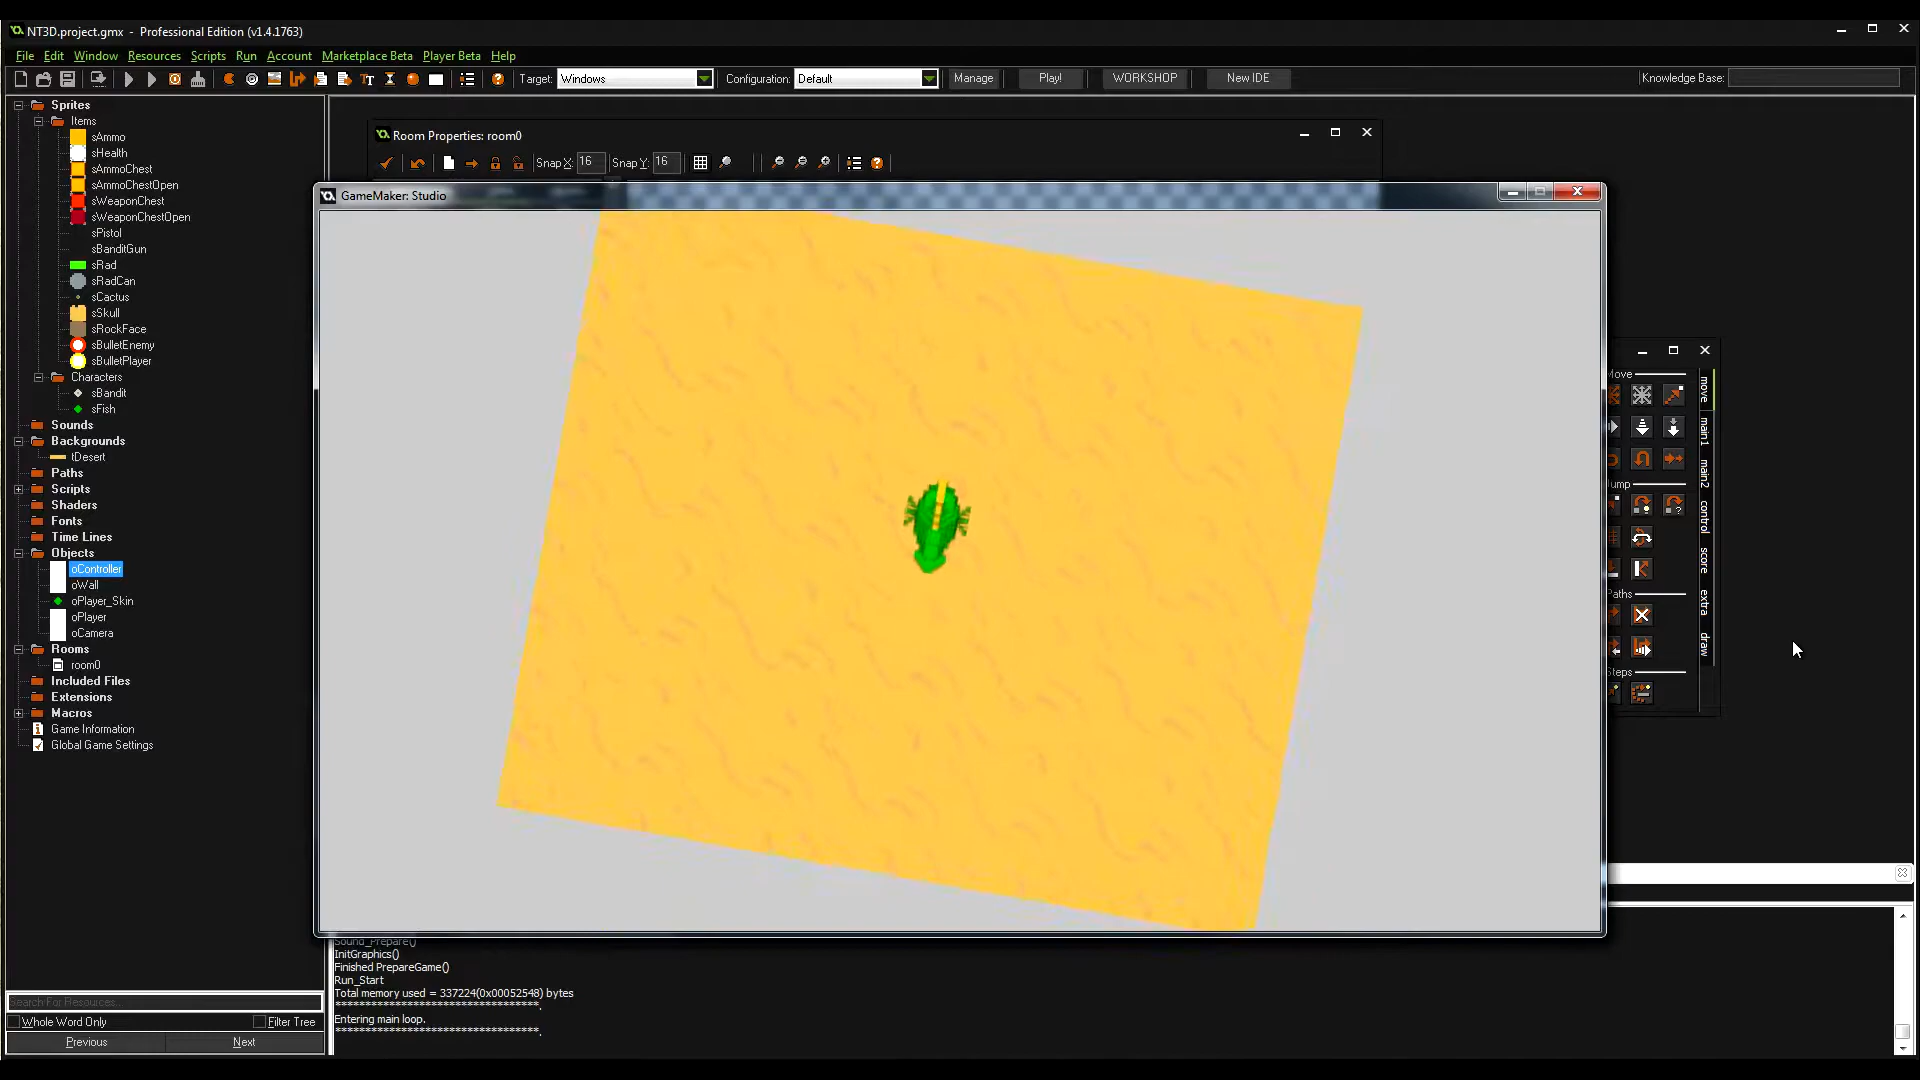 NT3D.project.gmx - Professional Edition (v1.4.1763)
File Edit Window Resources Scripts Run Account Marketplace Beta Player Beta Help
Target: Windows Configuration: Default Manage Play! WORKSHOP New IDE Knowledge Base:
Sprites
Items
sAmmo
sHealth
sAmmoChest
sAmmoChestOpen
sWeaponChest
sWeaponChestOpen
sPistol
sBanditGun
sRad
sRadCan
sCactus
sSkull
sRockFace
sBulletEnemy
sBulletPlayer
Characters
sBandit
sFish
Sounds
Backgrounds
tDesert
Paths
Scripts
Shaders
Fonts
Time Lines
Objects
oController
oWall
oPlayer_Skin
oPlayer
oCamera
Rooms
room0
Included Files
Extensions
Macros
Game Information
Global Game Settings
Search For Resources...
Whole Word Only Filter Tree
Previous Next
Room Properties: room0
Snap X: 16 Snap Y: 16
GameMaker: Studio
Move
Jump
Paths
Steps
move
main1
main2
control
score
extra
draw
Sound_Prepare()
InitGraphics()
Finished PrepareGame()
Run_Start
Total memory used = 337224(0x00052548) bytes
**********************************.
Entering main loop.
**********************************.